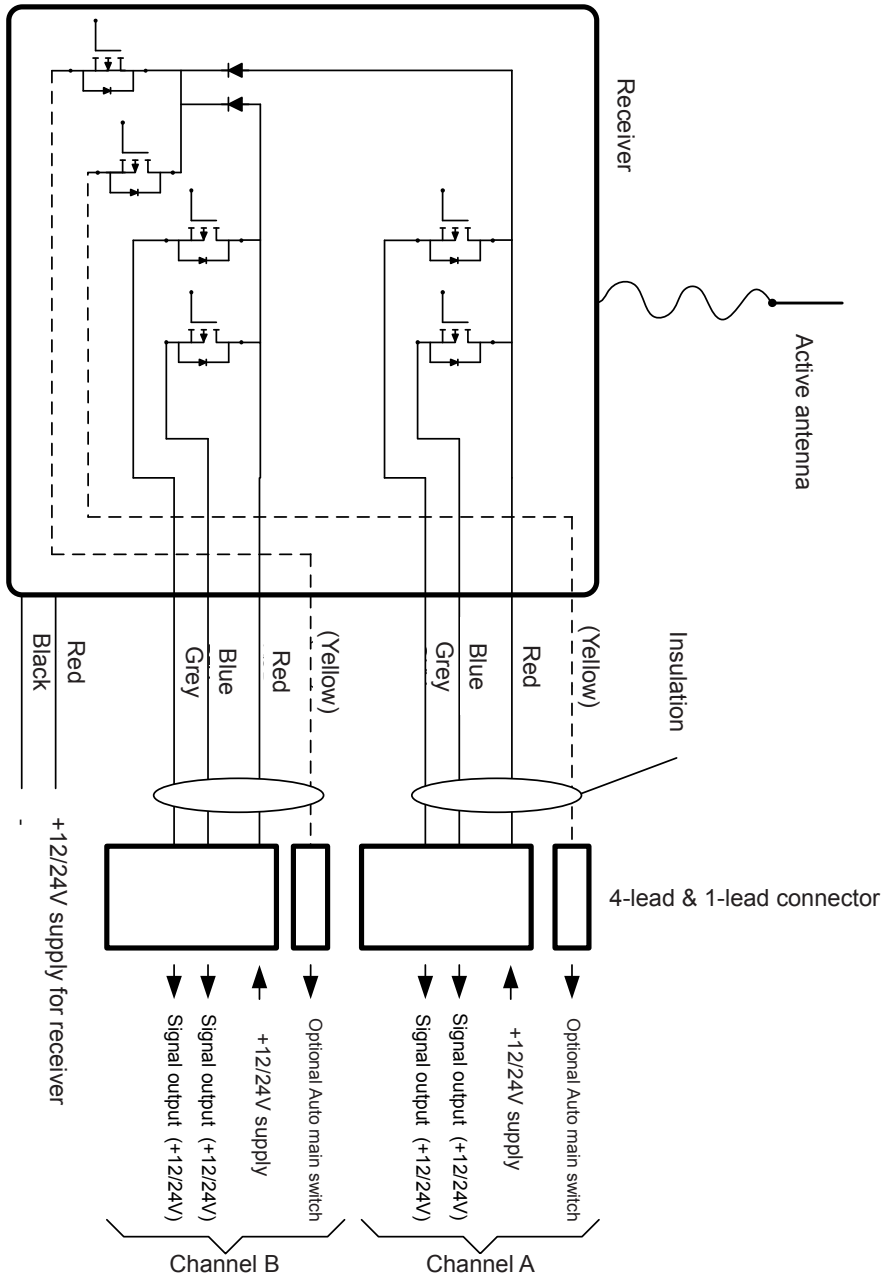 Receiver
Active antenna
Insulation
(Yellow)
Red
Blue
Grey
(Yellow)
Red
Blue
Grey
Red
Black
4-lead & 1-lead connector
Optional Auto main switch
+12/24V supply
Signal output (+12/24V)
Signal output (+12/24V)
Optional Auto main switch
+12/24V supply
Signal output (+12/24V)
Signal output (+12/24V)
+12/24V supply for receiver
-
Channel B
Channel A